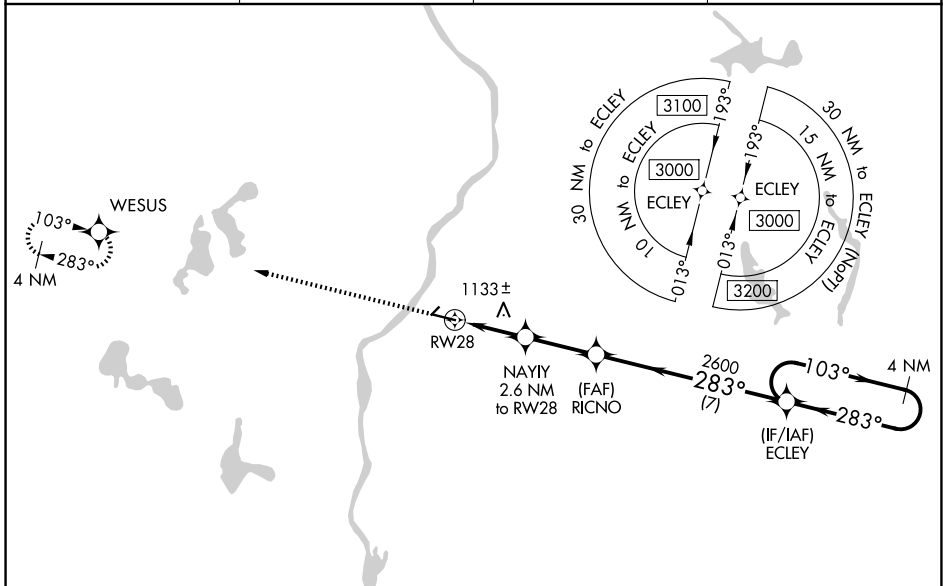 30 NM to ECLEY
3100
193°
10 NM to ECLEY
3000
ECLEY
013°
193°
30 NM to ECLEY (NoPT)
15 NM to ECLEY
ECLEY
3000
013°
3200
WESUS
103°
283°
4 NM
1133 ±
RW28
NAYIY
2.6 NM
to RW28
(FAF)
RICNO
2600
283°
(7)
103°
4 NM
283°
(IF/IAF)
ECLEY